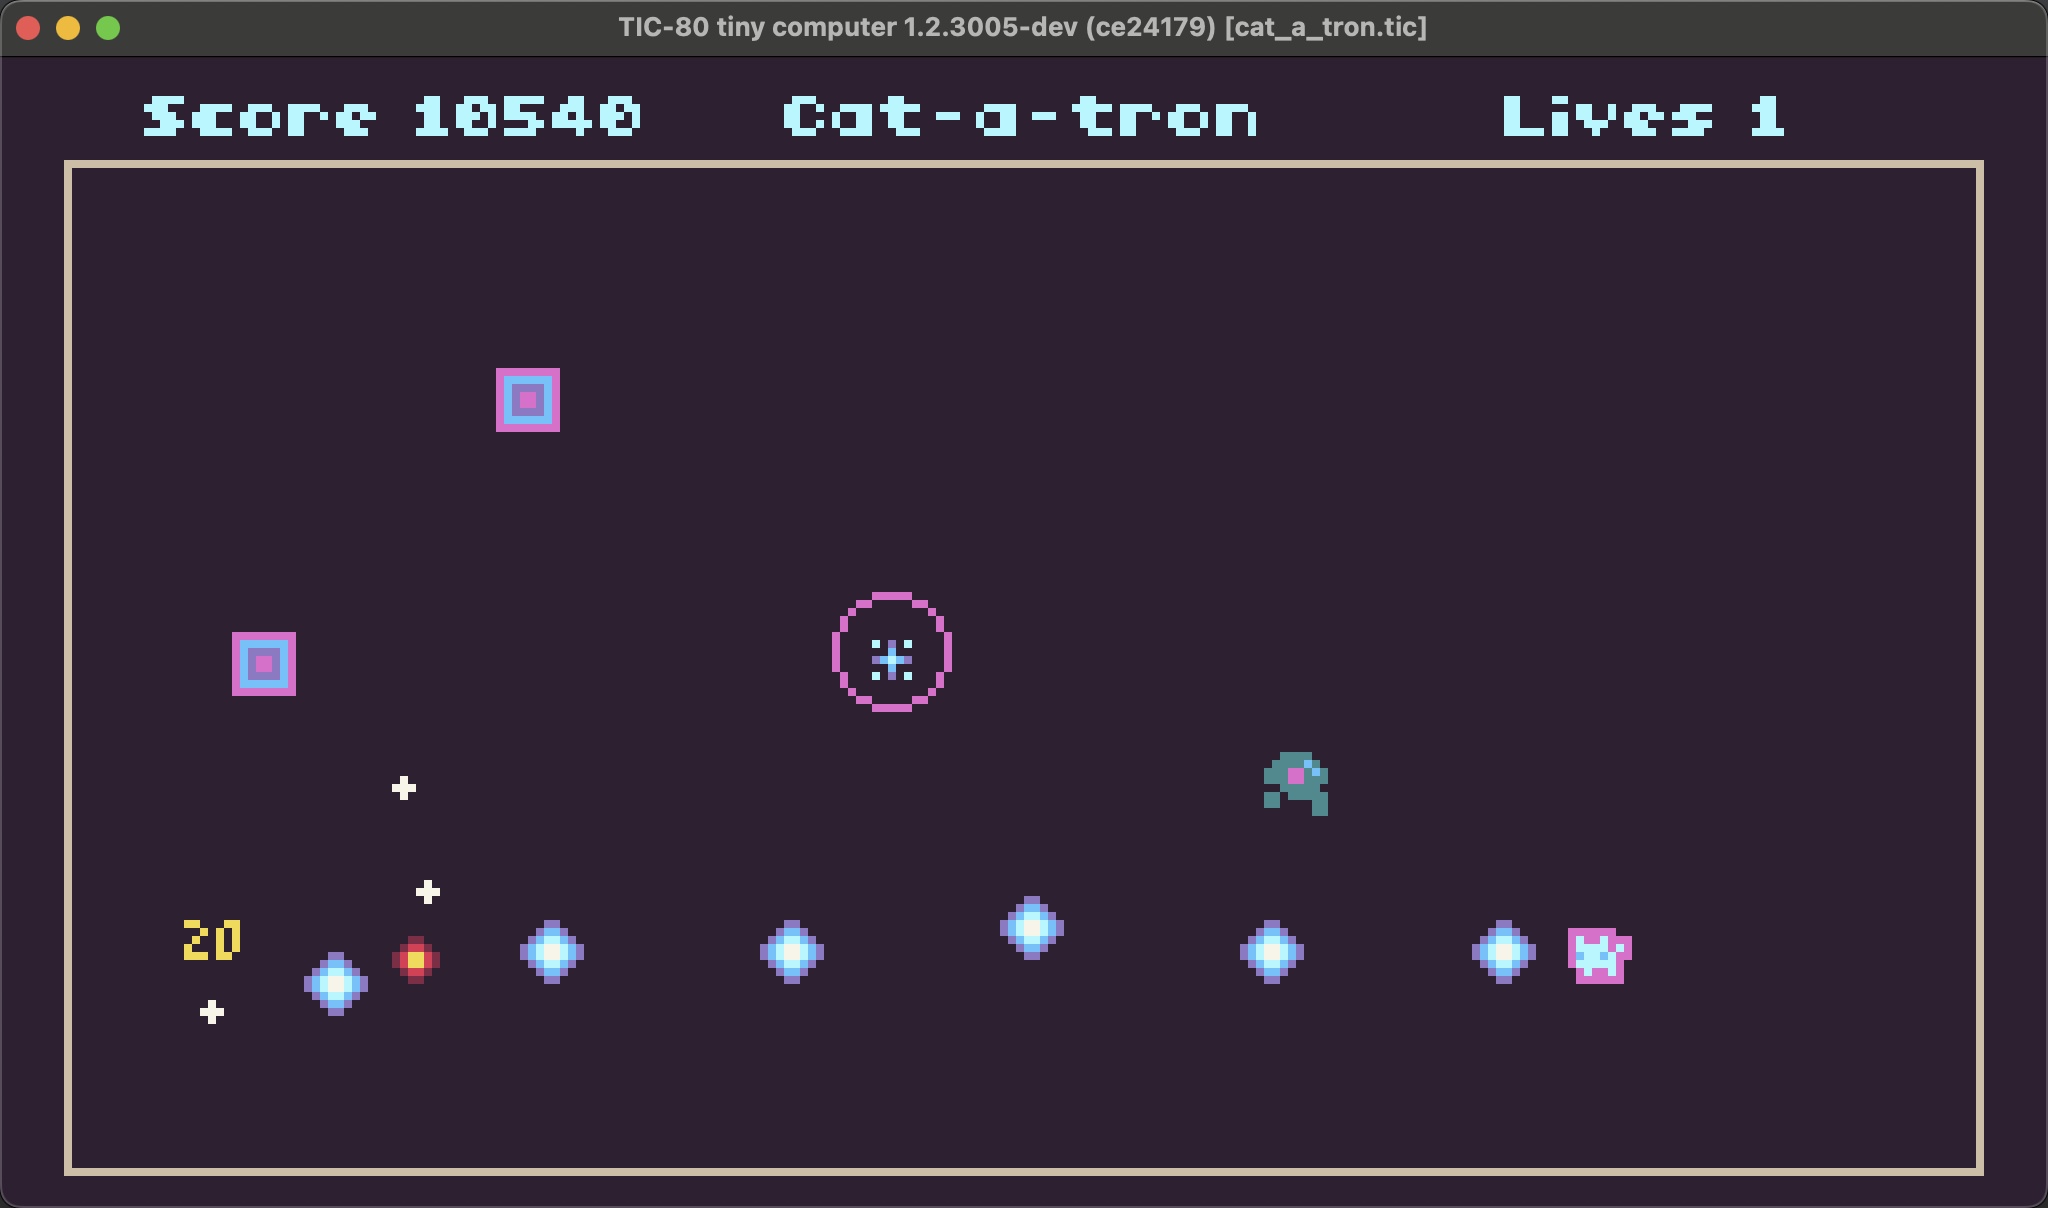 TIC-80 tiny computer 1.2.3005-dev (ce24179) [cat_a_tron.tic]
Score 10540 Cat-a-tron Lives 1
20